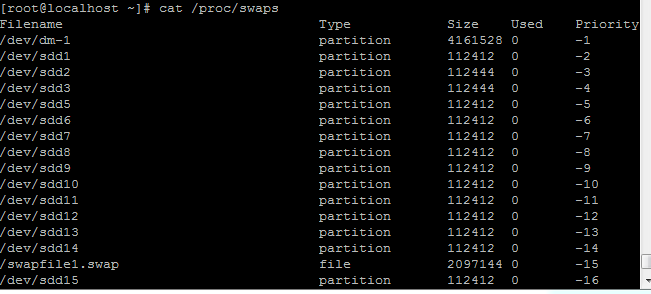 [root@localhost ~]# cat /proc/swaps
Filename Type Size Used Priority
/dev/dm-1 partition 4161528 0 -1
/dev/sdd1 partition 112412 0 -2
/dev/sdd2 partition 112444 0 -3
/dev/sdd3 partition 112444 0 -4
/dev/sdd5 partition 112412 0 -5
/dev/sdd6 partition 112412 0 -6
/dev/sdd7 partition 112412 0 -7
/dev/sdd8 partition 112412 0 -8
/dev/sdd9 partition 112412 0 -9
/dev/sdd10 partition 112412 0 -10
/dev/sdd11 partition 112412 0 -11
/dev/sdd12 partition 112412 0 -12
/dev/sdd13 partition 112412 0 -13
/dev/sdd14 partition 112412 0 -14
/swapfile1.swap file 2097144 0 -15
/dev/sdd15 partition 112412 0 -16